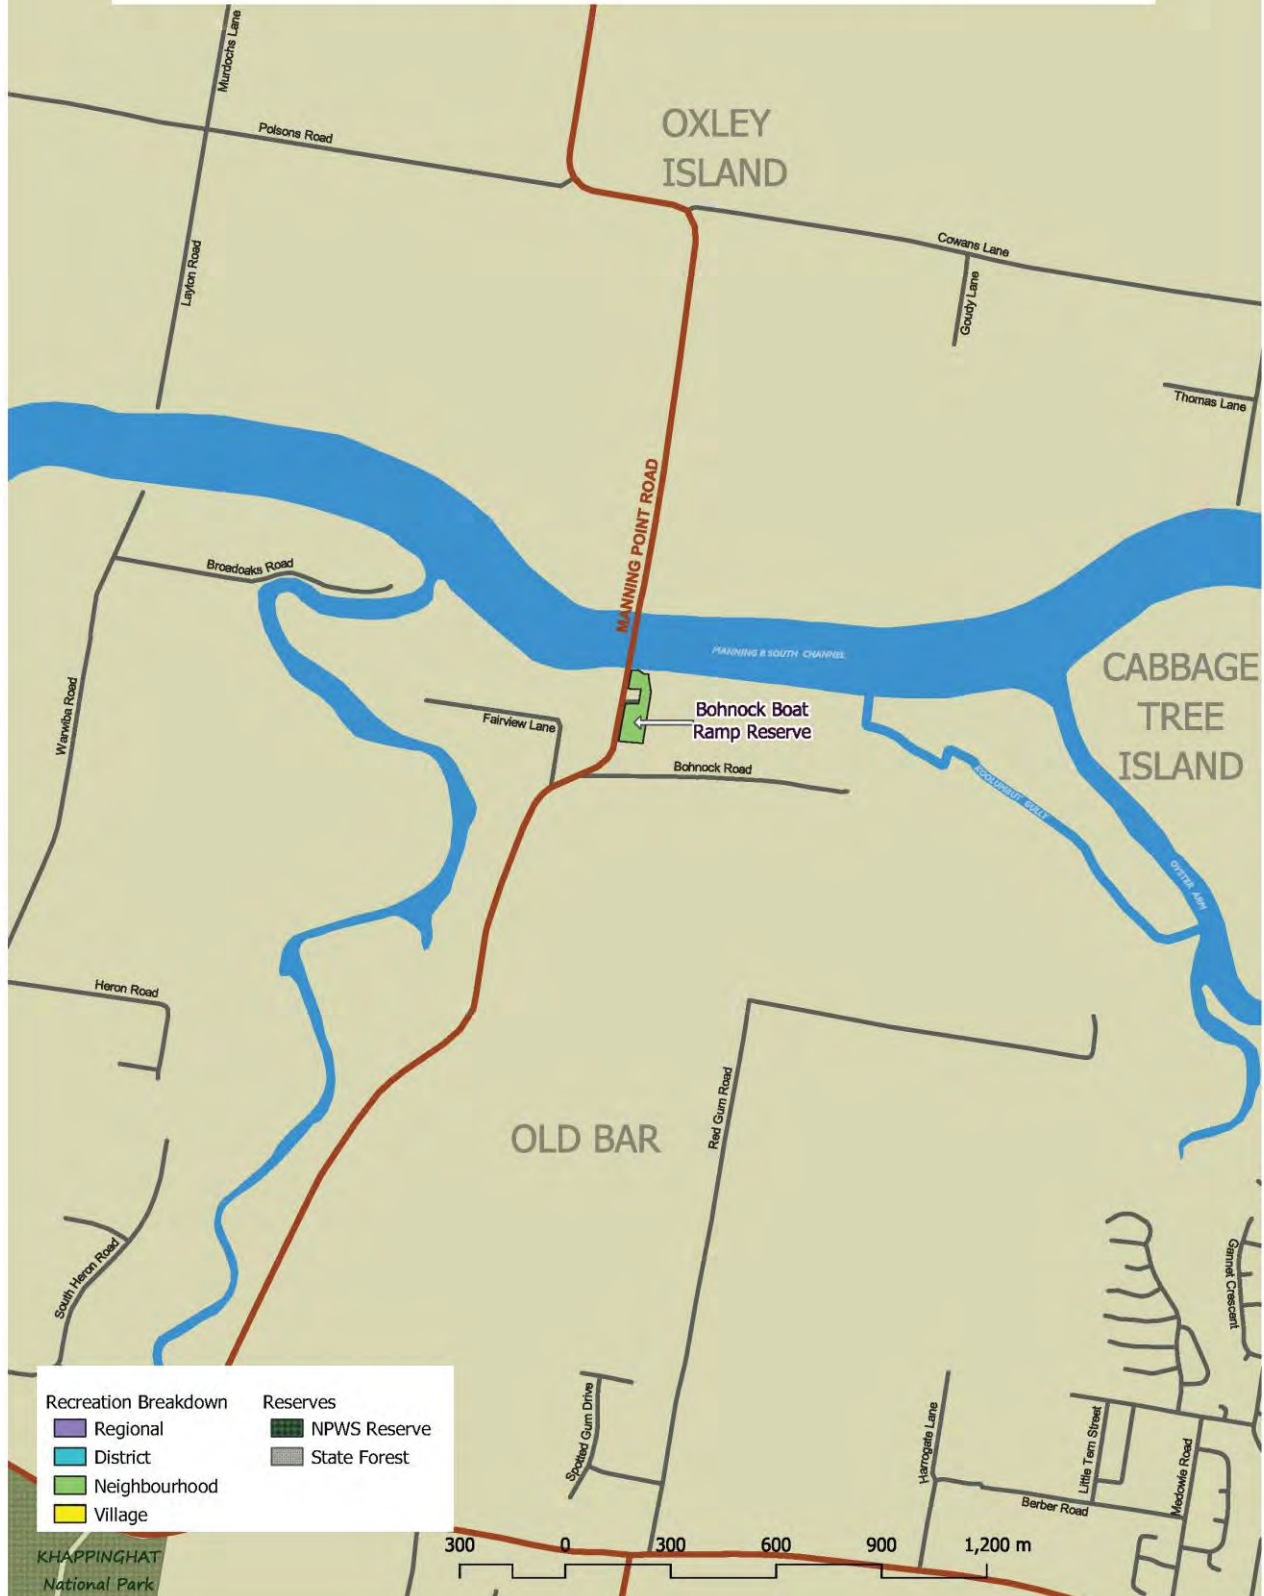 Murdochs Lane
Polsons Road
OXLEY
ISLAND
Cowans Lane
Goudy Lane
Layton Road
Thomas Lane
MANNING POINT ROAD
Broadoaks Road
MANNING R SOUTH CHANNEL
CABBAGE
TREE
ISLAND
Warwiba Road
Fairview Lane
Bohnock Boat
Ramp Reserve
Bohnock Road
KOOLUMBUT GULLY
OYSTER ARM
Heron Road
Red Gum Road
OLD BAR
South Heron Road
Gannet Crescent
Recreation Breakdown
Regional
District
Neighbourhood
Village
Reserves
NPWS Reserve
State Forest
Spotted Gum Drive
Harrogate Lane
Little Tern Street
Medowie Road
Berber Road
KHAPPINGHAT
National Park
300 0 300 600 900 1,200 m